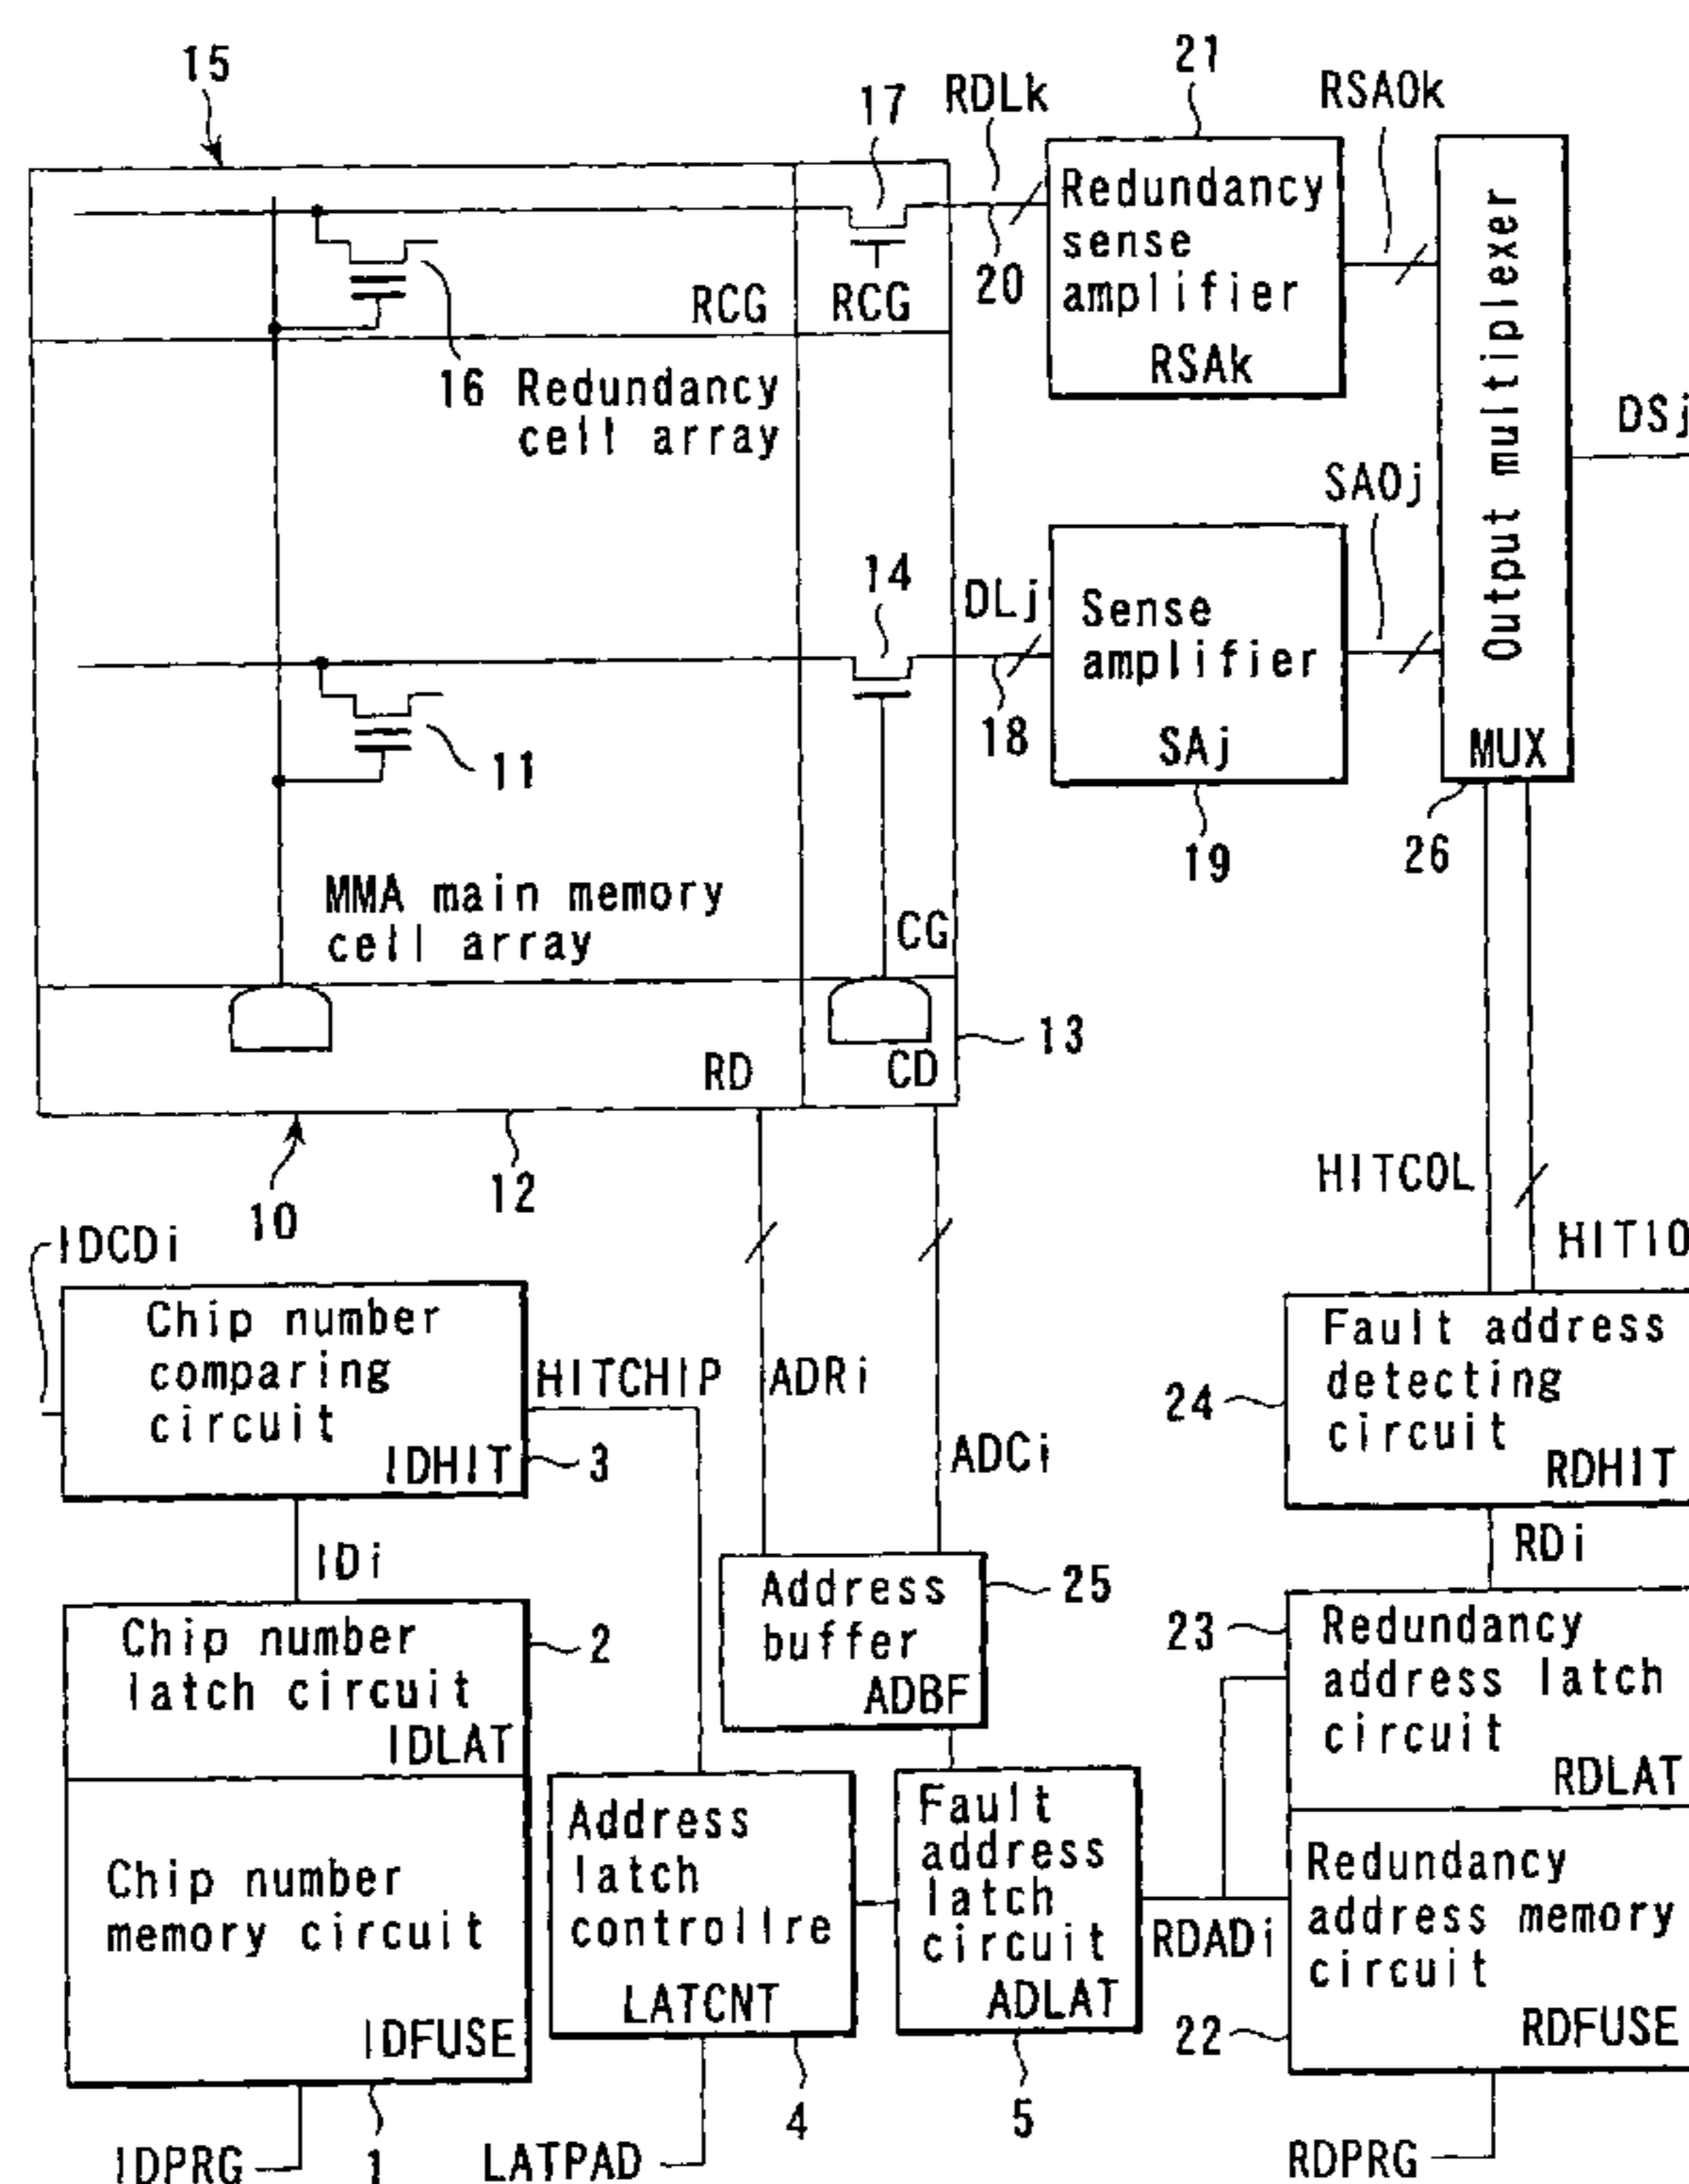 15
17
RDLk
21
RSAOk
Redundancy
sense
amplifier
RSAk
20
RCG
RCG
16 Redundancy
cell array
Output multiplexer
MUX
DSj
SAOj
14
DLj
Sense
amplifier
SAj
18
19
26
11
MMA main memory
cell array
CG
13
RD
CD
10
12
HITCOL
HITIO
IDCDi
Chip number
comparing
circuit
IDHIT
3
HITCHIP
ADRi
ADCi
24
Fault address
detecting
circuit
RDHIT
IDi
RDi
Address
buffer
ADBF
25
Chip number
latch circuit
IDLAT
2
23
Redundancy
address latch
circuit
RDLAT
Chip number
memory circuit
IDFUSE
Address
latch
controllre
LATCNT
Fault
address
latch
circuit
ADLAT
RDADi
Redundancy
address memory
circuit
RDFUSE
22
IDPRG
1
LATPAD
4
5
RDPRG